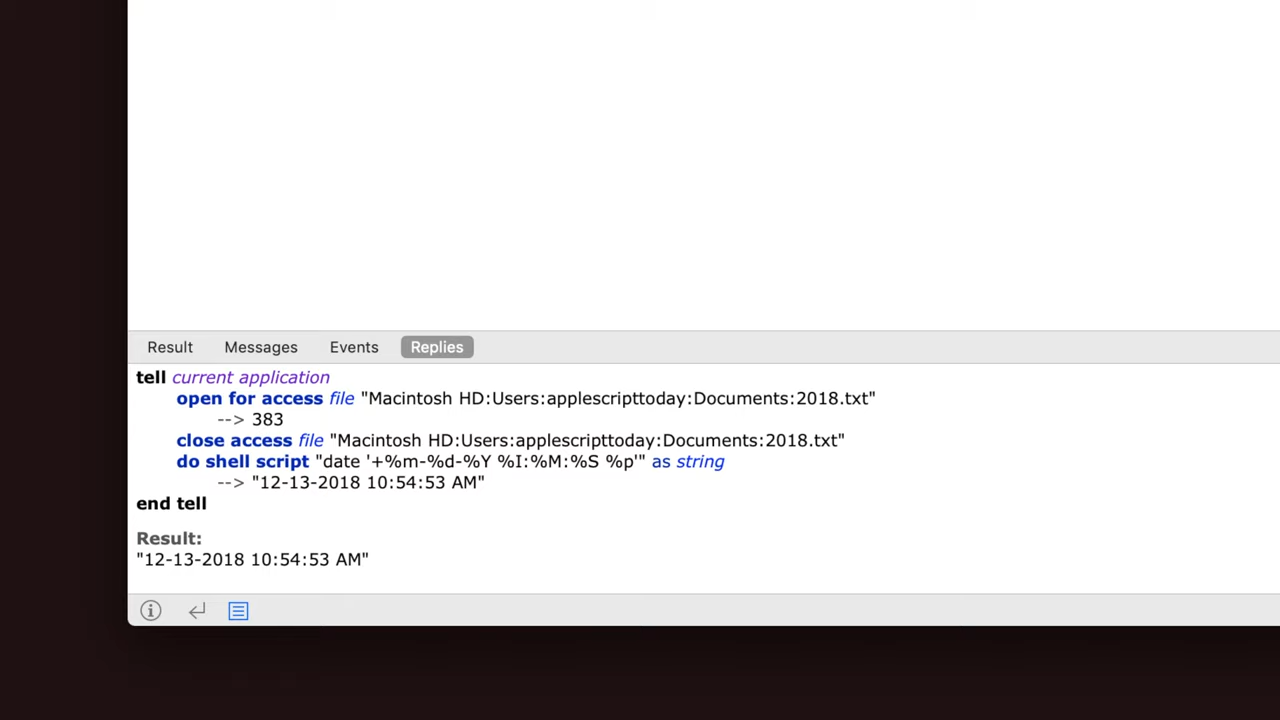 Result Messages Events Replies
tell current application
open for access file "Macintosh HD:Users:applescripttoday:Documents:2018.txt"
--> 383
close access file "Macintosh HD:Users:applescripttoday:Documents:2018.txt"
do shell script "date '+%m-%d-%Y %I:%M:%S %p'" as string
--> "12-13-2018 10:54:53 AM"
end tell
Result:
"12-13-2018 10:54:53 AM"